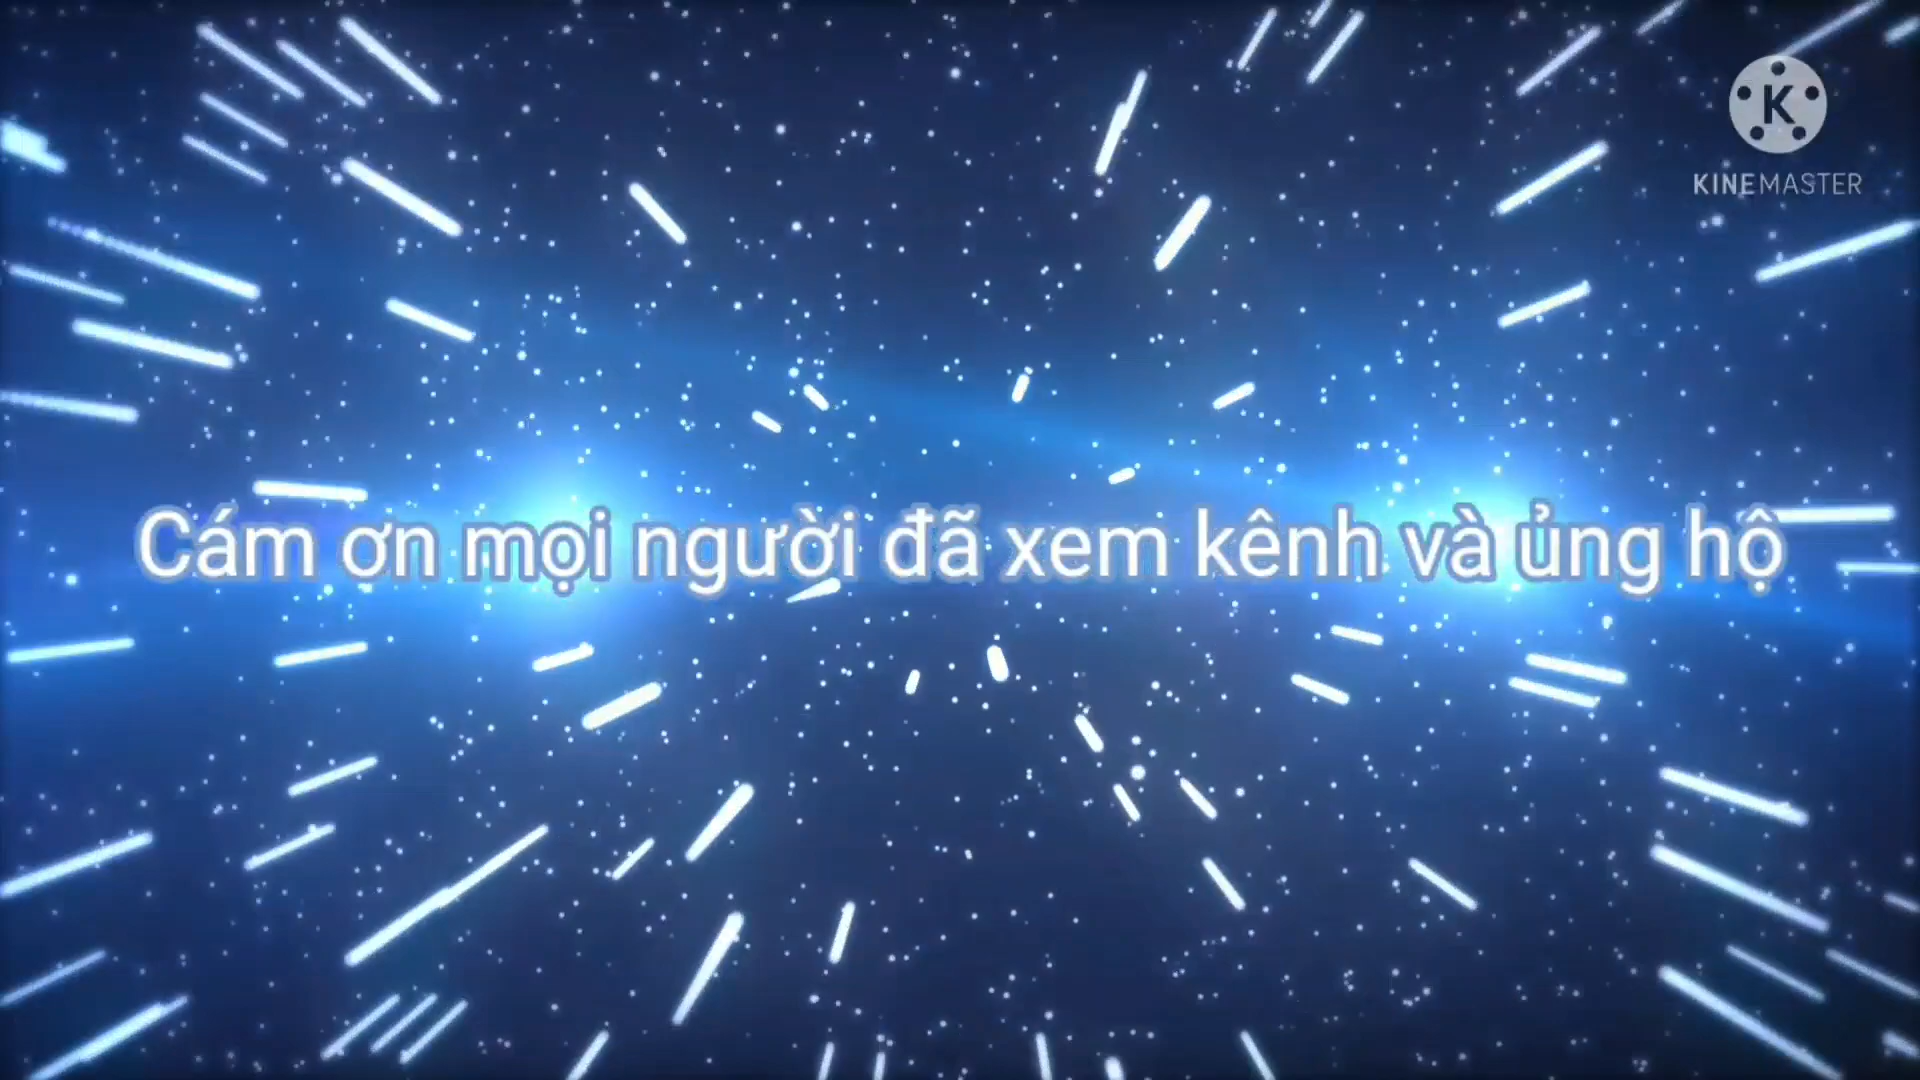 K
KINEMASTER
Cám ơn mọi người đã xem kênh và ủng hộ